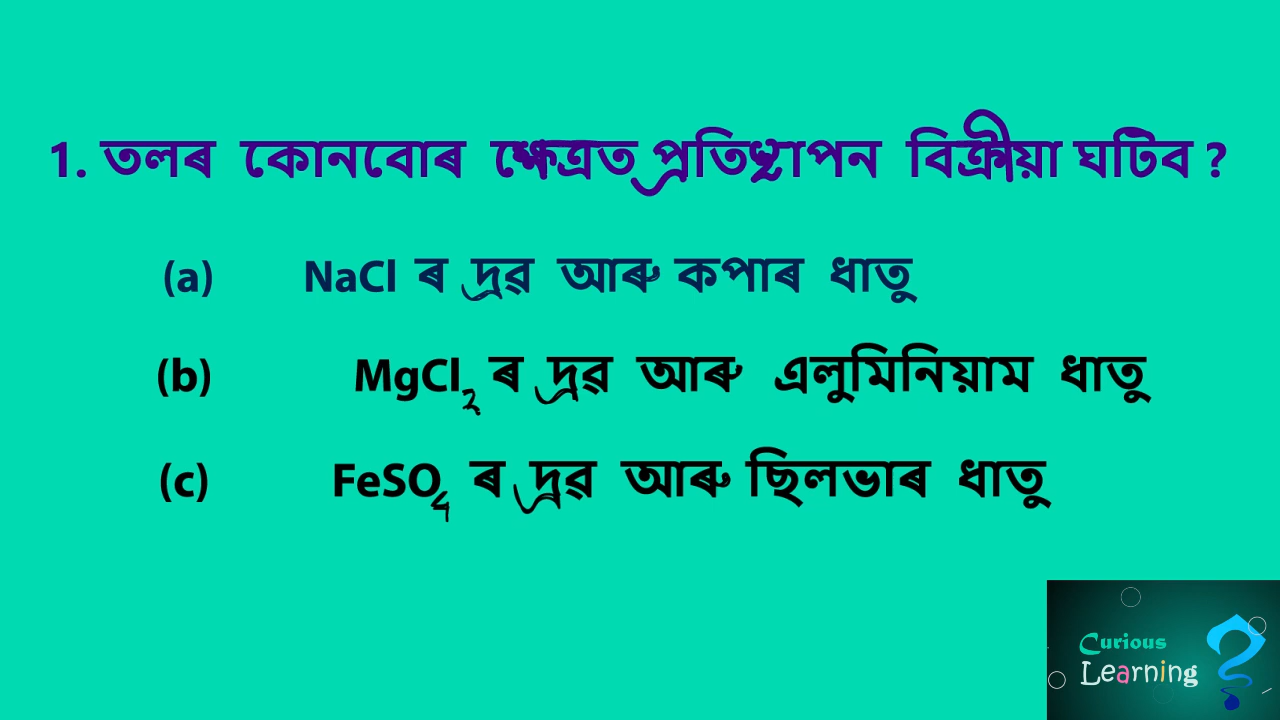 1. তলৰ কোনবোৰ ক্ষেত্ৰত প্ৰতিস্থাপন বিক্ৰীয়া ঘটিব ?
(a) NaCl ৰ দ্ৰৱ আৰু কপাৰ ধাতু
(b) MgCl₂ ৰ দ্ৰৱ আৰু এলুমিনিয়াম ধাতু
(c) FeSO₄ ৰ দ্ৰৱ আৰু ছিলভাৰ ধাতু
Curious
Learning